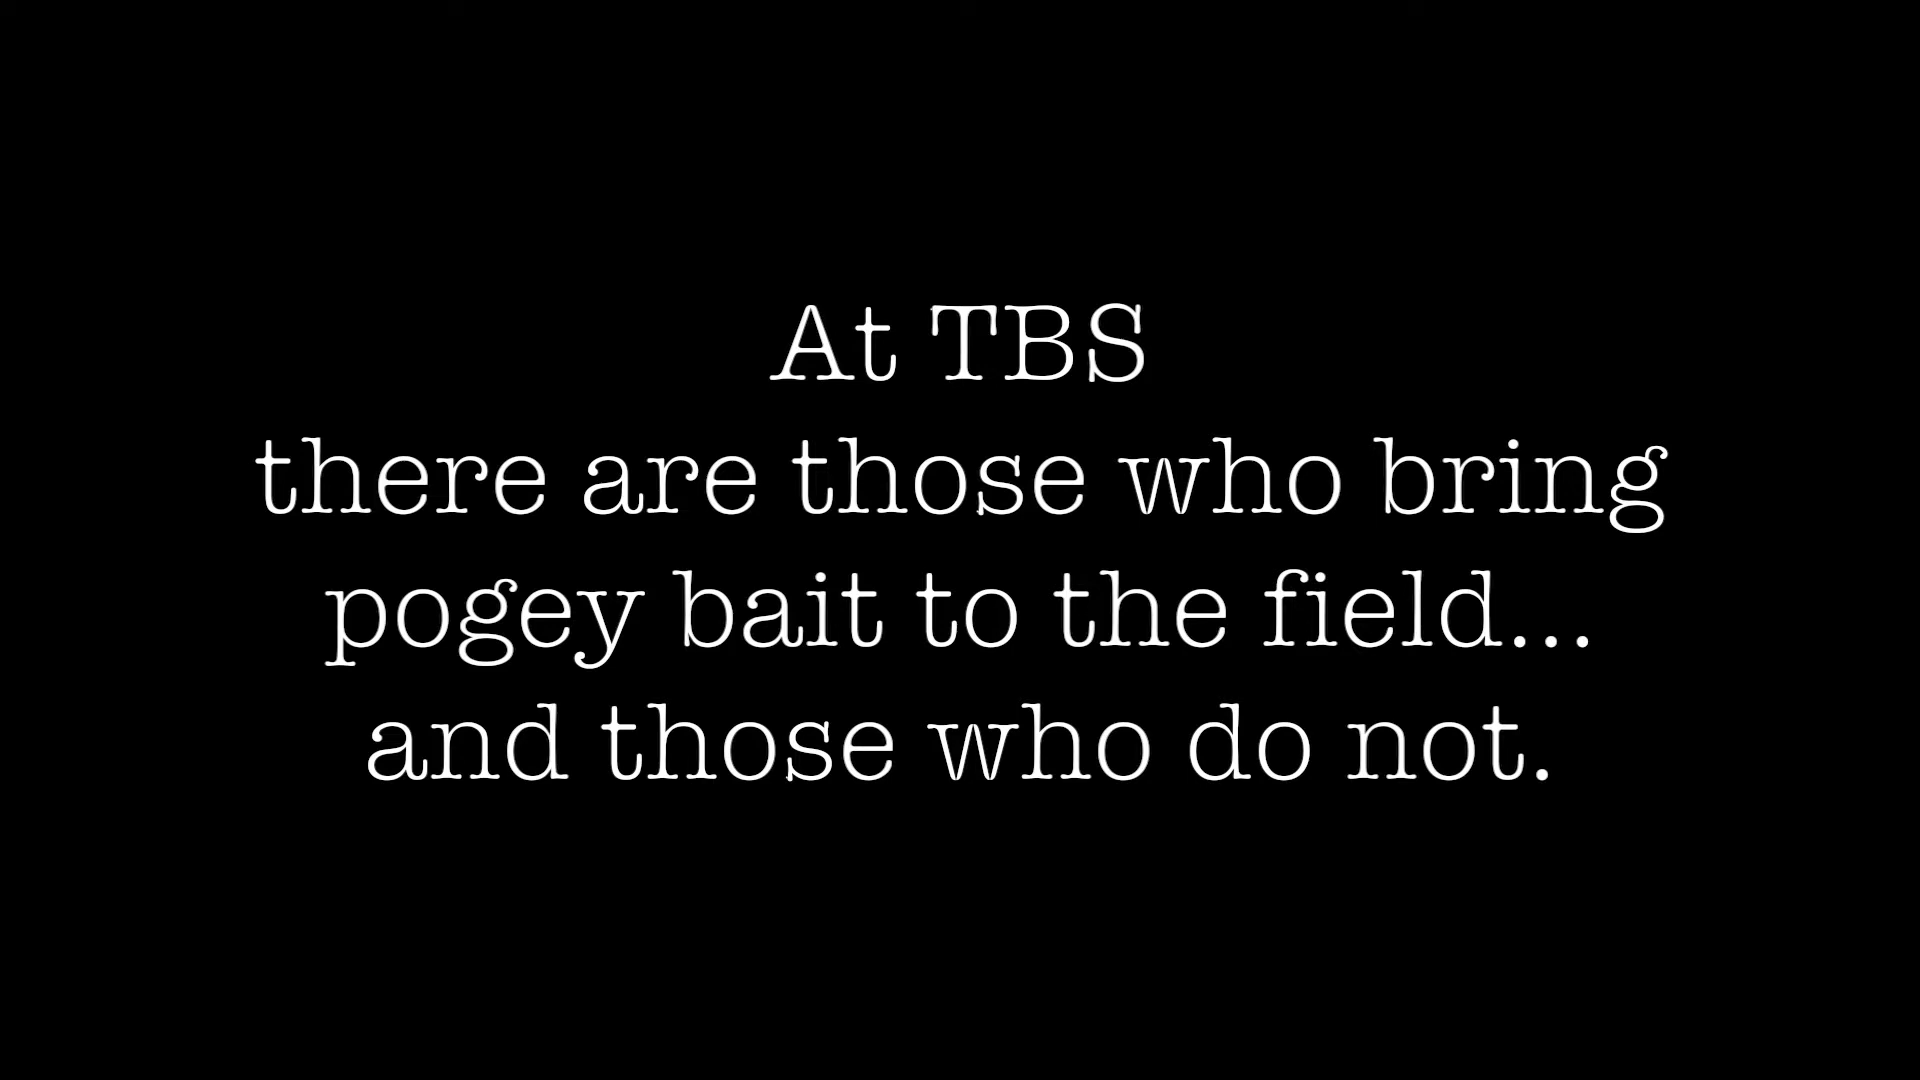 At TBS
there are those who bring
pogey bait to the field...
and those who do not.